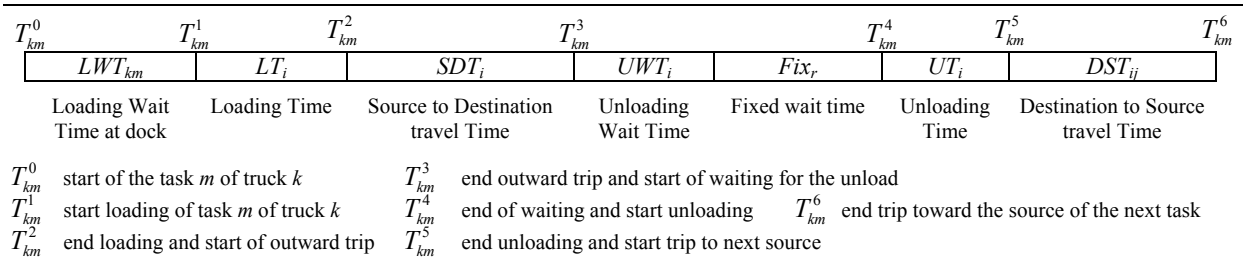 T⁰ₖₘ T¹ₖₘ T²ₖₘ T³ₖₘ T⁴ₖₘ T⁵ₖₘ T⁶ₖₘ
LWTₖₘ LTᵢ SDTᵢ UWTᵢ Fixᵣ UTᵢ DSTᵢⱼ
Loading Wait Loading Time Source to Destination Unloading Fixed wait time Unloading Destination to Source
Time at dock travel Time Wait Time Time travel Time
T⁰ₖₘ start of the task m of truck k T³ₖₘ end outward trip and start of waiting for the unload
T¹ₖₘ start loading of task m of truck k T⁴ₖₘ end of waiting and start unloading T⁶ₖₘ end trip toward the source of the next task
T²ₖₘ end loading and start of outward trip T⁵ₖₘ end unloading and start trip to next source